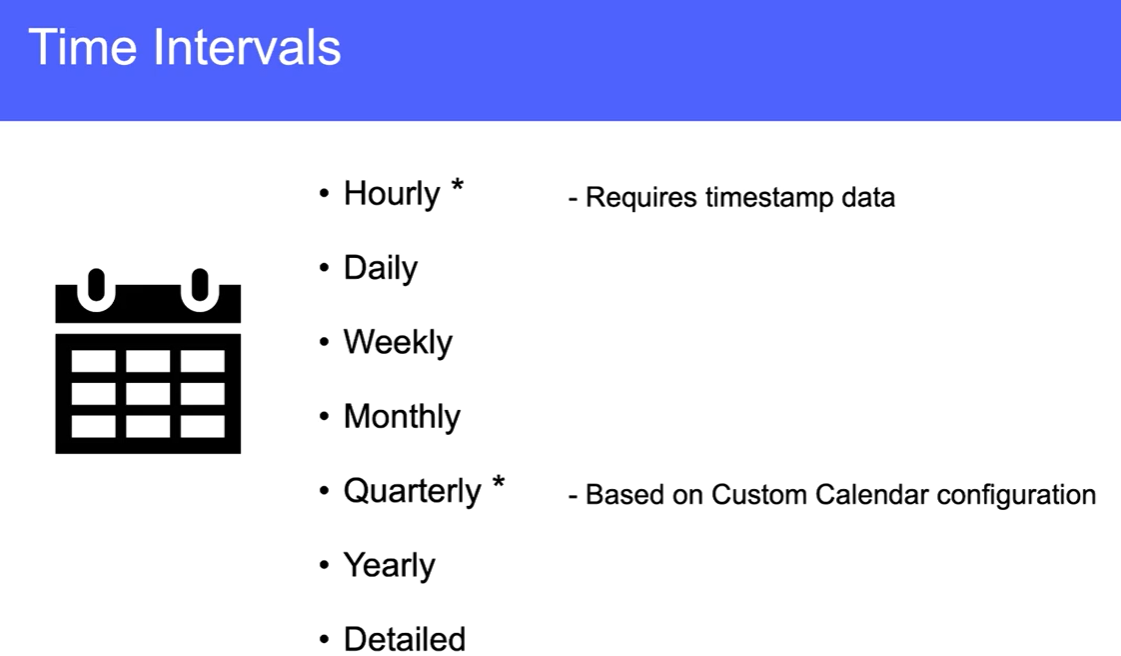 Time Intervals
• Hourly * - Requires timestamp data
• Daily
• Weekly
• Monthly
• Quarterly * - Based on Custom Calendar configuration
• Yearly
• Detailed